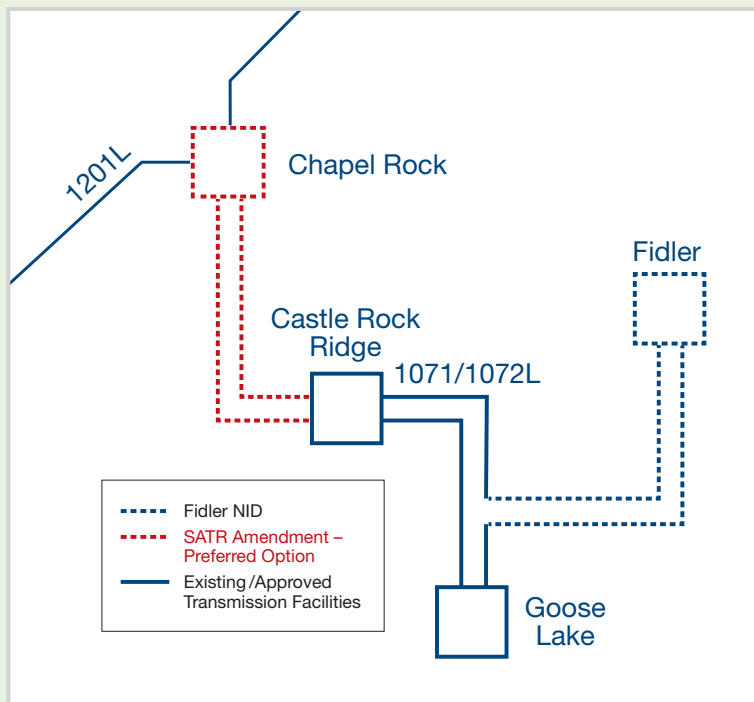 1201L
Chapel Rock
Fidler
Castle Rock
Ridge
1071/1072L
Fidler NID
SATR Amendment –
Preferred Option
Existing/Approved
Transmission Facilities
Goose
Lake